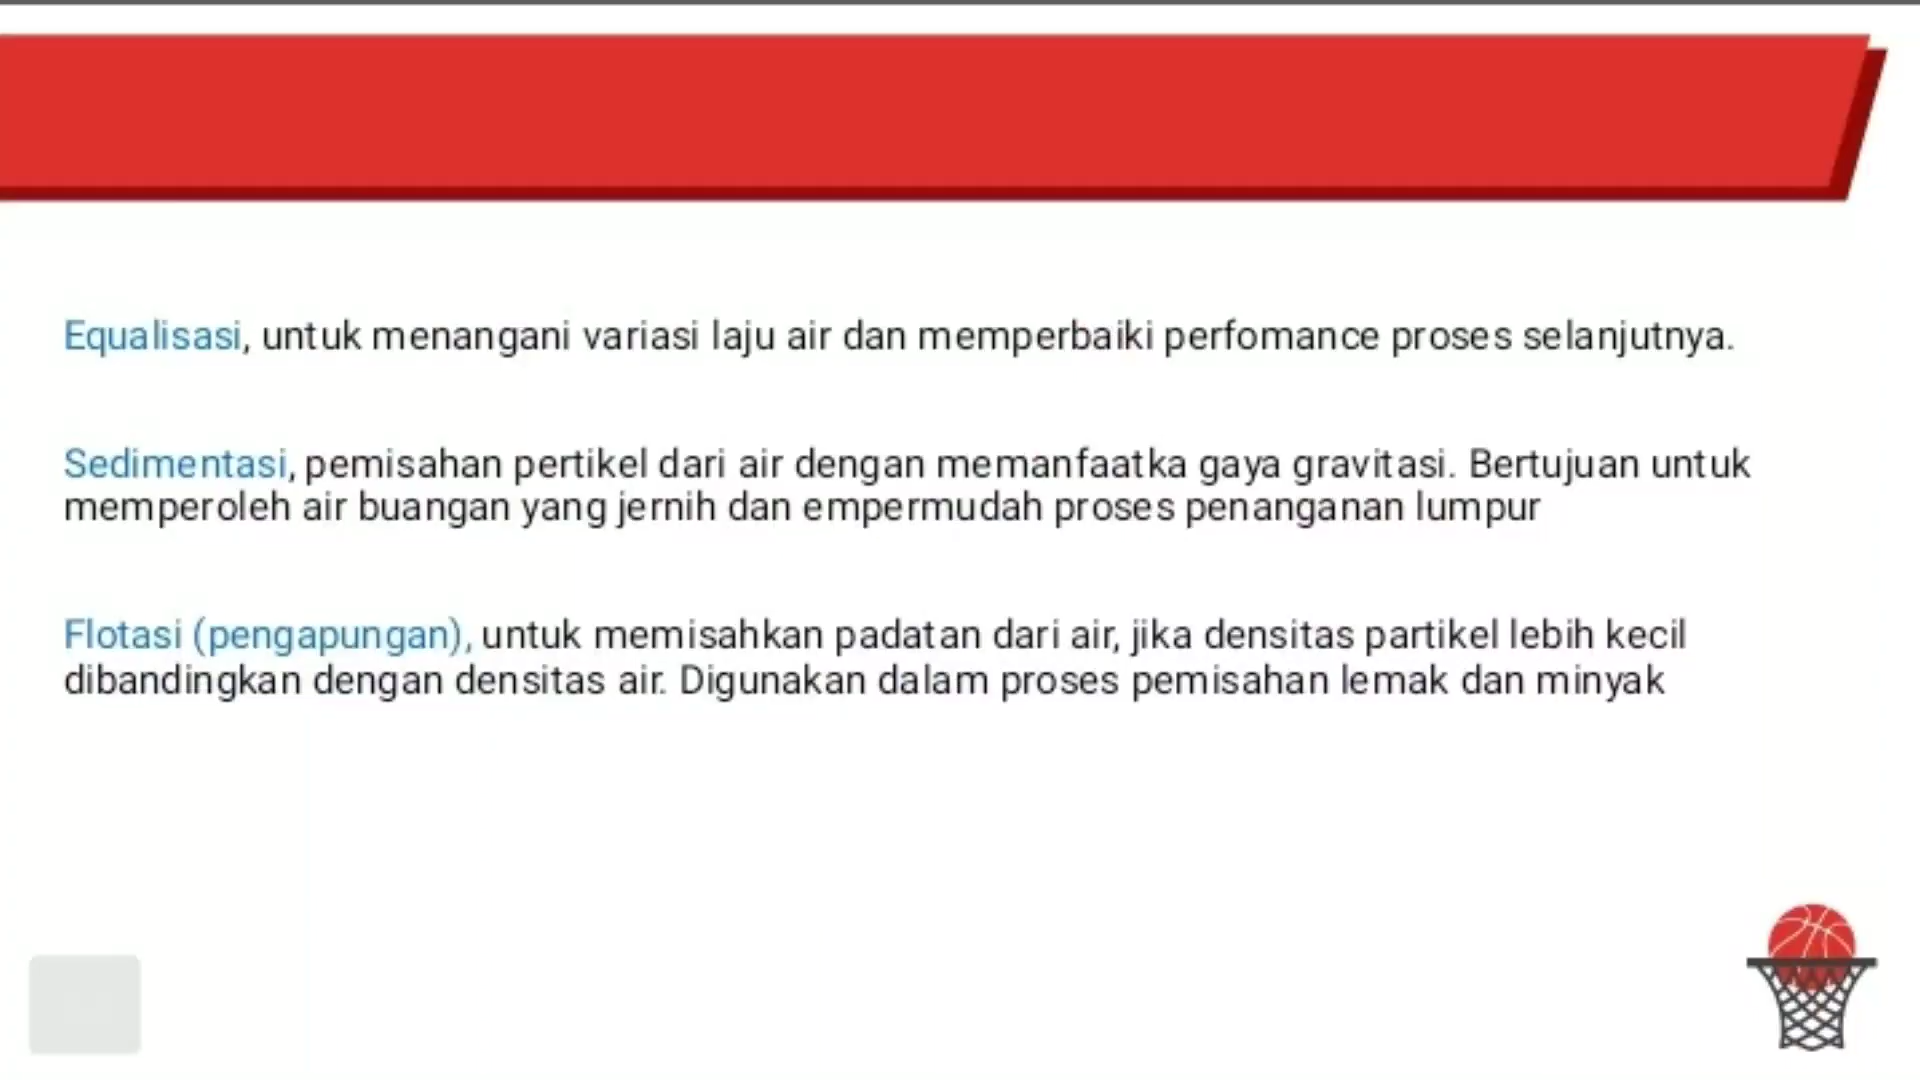 Equalisasi, untuk menangani variasi laju air dan memperbaiki perfomance proses selanjutnya.
Sedimentasi, pemisahan pertikel dari air dengan memanfaatka gaya gravitasi. Bertujuan untuk
memperoleh air buangan yang jernih dan empermudah proses penanganan lumpur
Flotasi (pengapungan), untuk memisahkan padatan dari air, jika densitas partikel lebih kecil
dibandingkan dengan densitas air. Digunakan dalam proses pemisahan lemak dan minyak